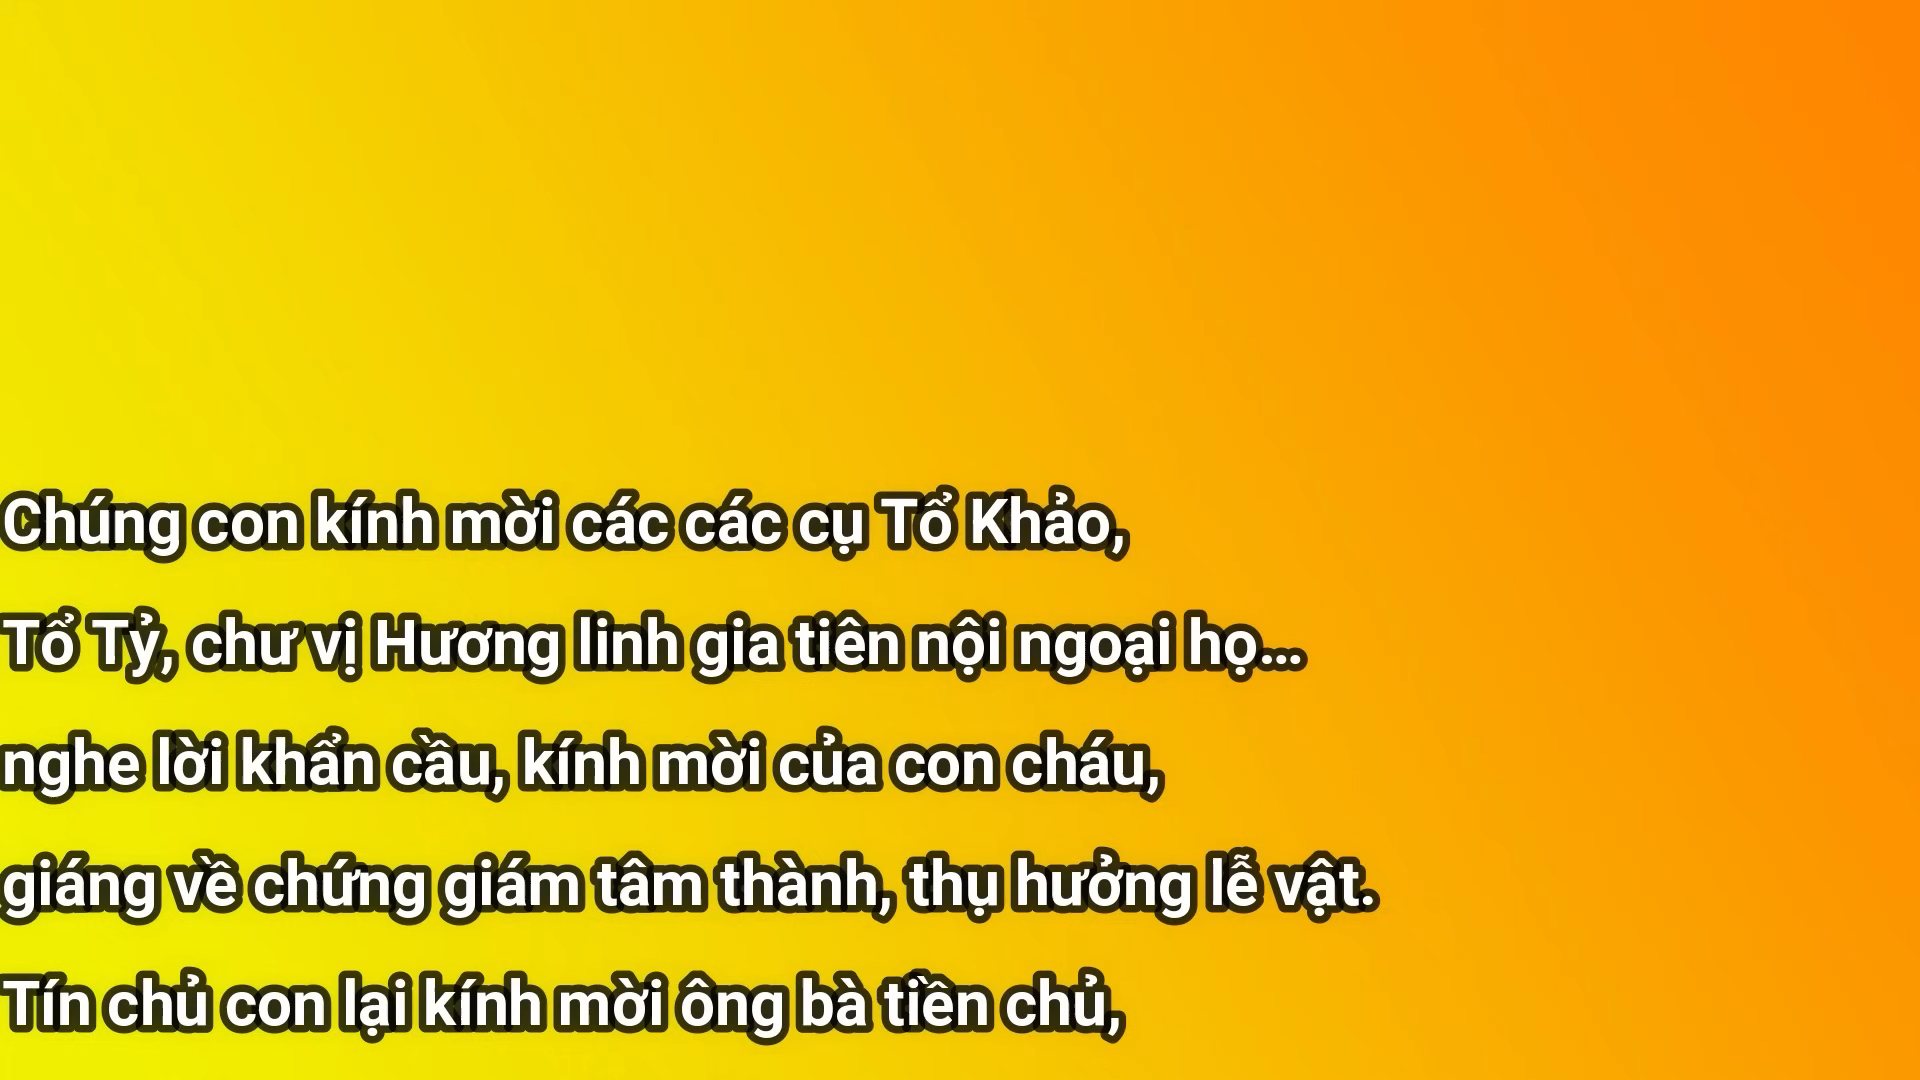 Chúng con kính mời các các cụ Tổ Khảo,
Tổ Tỷ, chư vị Hương linh gia tiên nội ngoại họ...
nghe lời khẩn cầu, kính mời của con cháu,
giáng về chứng giám tâm thành, thụ hưởng lễ vật.
Tín chủ con lại kính mời ông bà tiền chủ,